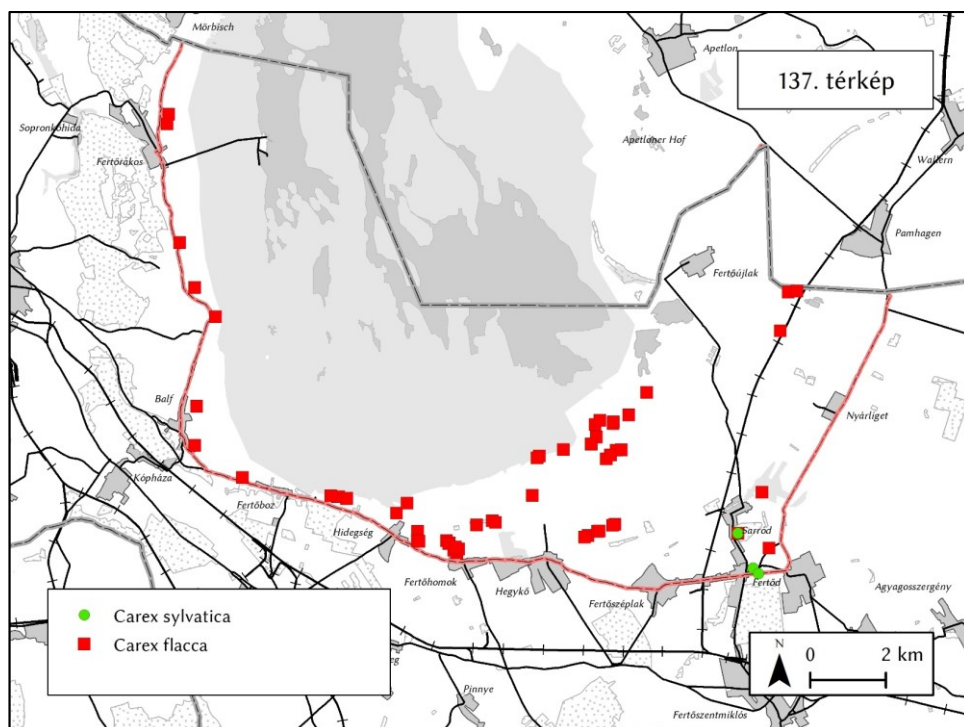 Mörbisch
Apetlon
137. térkép
Sopronkőhida
Apetloner Hof
Wallern
Fertőrákos
Pamhagen
Fertőújlak
Balf
Nyárliget
Kópháza
Fertőboz
Hidegség
Sarród
Fertőhomok
Hegykő
Fertőd
Fertőszéplak
Agyagosszergény
Carex sylvatica
Carex flacca
N
0 2 km
Pinnye
Fertőszentmiklós